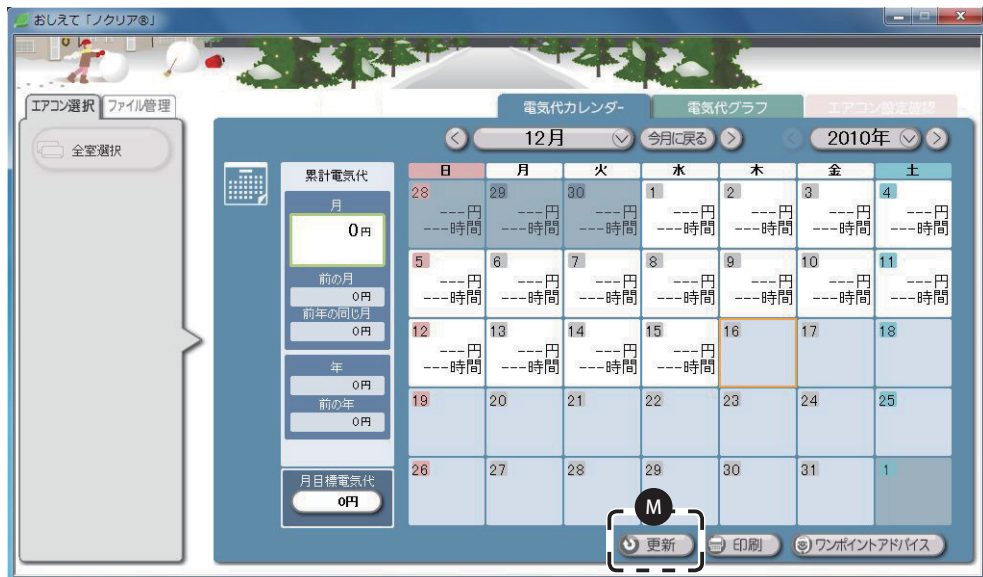 おしえて「ノクリア®」
エアコン選択 ファイル管理
全室選択
電気代カレンダー 電気代グラフ エアコン設定確認
12月 今月に戻る 2010年
累計電気代
月
0円
前の月
0円
前年の同じ月
0円
年
0円
前の年
0円
月目標電気代
0円
日 月 火 水 木 金 土
28 29 30 1 2 3 4
---円 ---円 ---円 ---円 ---円 ---円 ---円
---時間 ---時間 ---時間 ---時間 ---時間 ---時間 ---時間
5 6 7 8 9 10 11
---円 ---円 ---円 ---円 ---円 ---円 ---円
---時間 ---時間 ---時間 ---時間 ---時間 ---時間 ---時間
12 13 14 15 16 17 18
---円 ---円 ---円 ---円
---時間 ---時間 ---時間 ---時間
19 20 21 22 23 24 25
26 27 28 29 30 31 1
M
更新 印刷 ワンポイントアドバイス